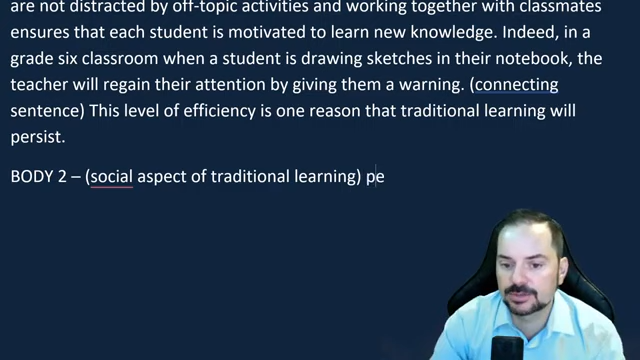 are not distracted by off-topic activities and working together with classmates
ensures that each student is motivated to learn new knowledge. Indeed, in a
grade six classroom when a student is drawing sketches in their notebook, the
teacher will regain their attention by giving them a warning. (connecting
sentence) This level of efficiency is one reason that traditional learning will
persist.
BODY 2 – (social aspect of traditional learning) pe